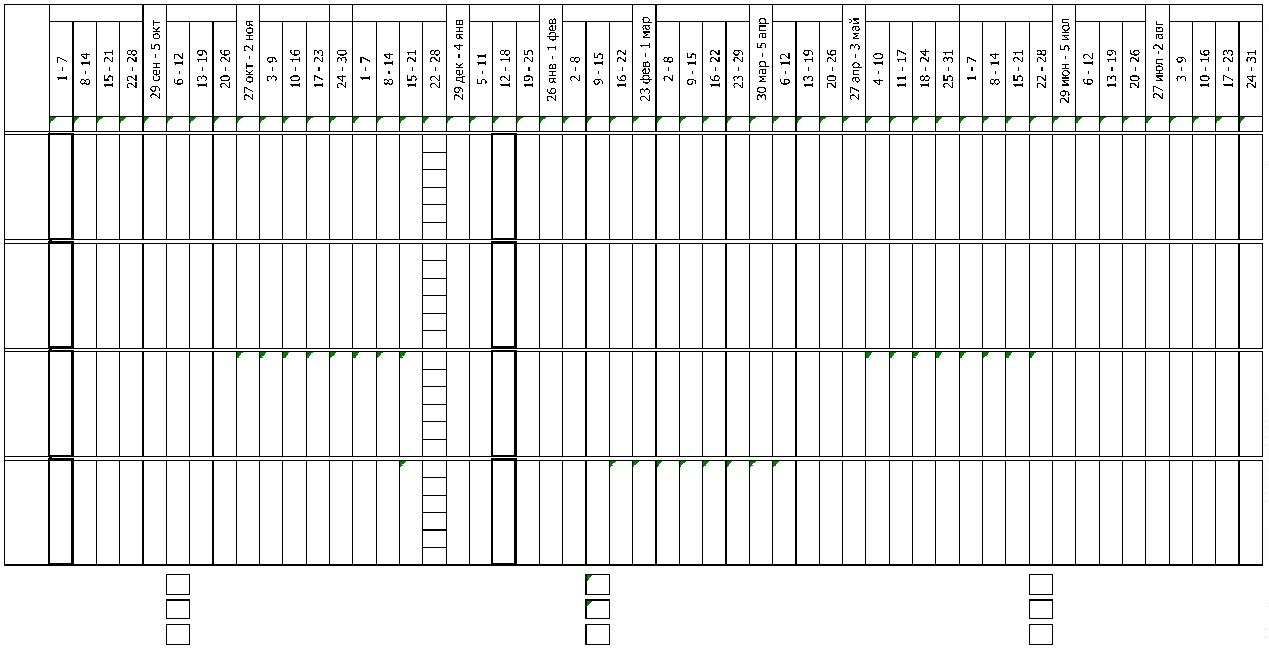 1 - 7
8 - 14
15 - 21
22 - 28
29 сен - 5 окт
6 - 12
13 - 19
20 - 26
27 окт - 2 ноя
3 - 9
10 - 16
17 - 23
24 - 30
1 - 7
8 - 14
15 - 21
22 - 28
29 дек - 4 янв
5 - 11
12 - 18
19 - 25
26 янв - 1 фев
2 - 8
9 - 15
16 - 22
23 фев - 1 мар
2 - 8
9 - 15
16 - 22
23 - 29
30 мар - 5 апр
6 - 12
13 - 19
20 - 26
27 апр - 3 май
4 - 10
11 - 17
18 - 24
25 - 31
1 - 7
8 - 14
15 - 21
22 - 28
29 июн - 5 июл
6 - 12
13 - 19
20 - 26
27 июл -2 авг
3 - 9
10 - 16
17 - 23
24 - 31